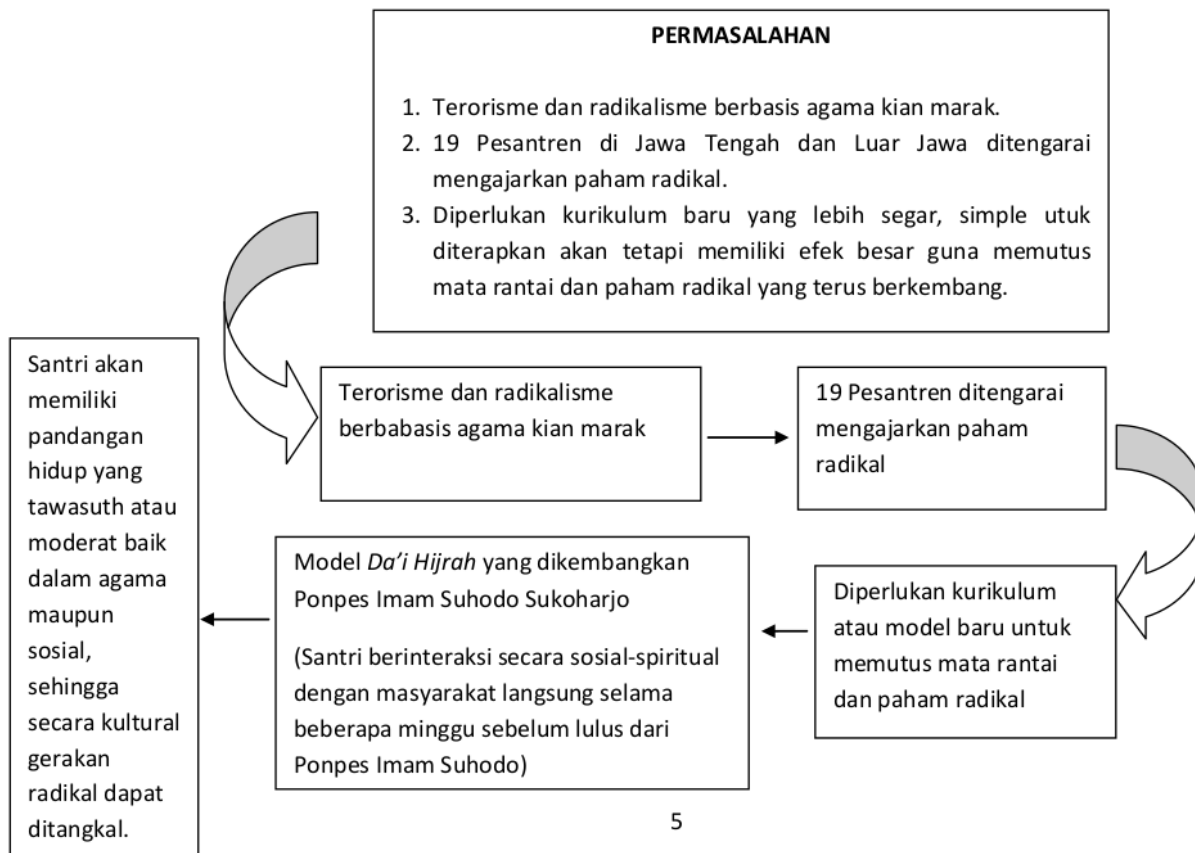 PERMASALAHAN
1. Terorisme dan radikalisme berbasis agama kian marak.
2. 19 Pesantren di Jawa Tengah dan Luar Jawa ditengarai
mengajarkan paham radikal.
3. Diperlukan kurikulum baru yang lebih segar, simple utuk
diterapkan akan tetapi memiliki efek besar guna memutus
mata rantai dan paham radikal yang terus berkembang.
Terorisme dan radikalisme
berbabasis agama kian marak
19 Pesantren ditengarai
mengajarkan paham
radikal
Diperlukan kurikulum
atau model baru untuk
memutus mata rantai
dan paham radikal
Model Da’i Hijrah yang dikembangkan
Ponpes Imam Suhodo Sukoharjo
(Santri berinteraksi secara sosial-spiritual
dengan masyarakat langsung selama
beberapa minggu sebelum lulus dari
Ponpes Imam Suhodo)
Santri akan
memiliki
pandangan
hidup yang
tawasuth atau
moderat baik
dalam agama
maupun
sosial,
sehingga
secara kultural
gerakan
radikal dapat
ditangkal.
5